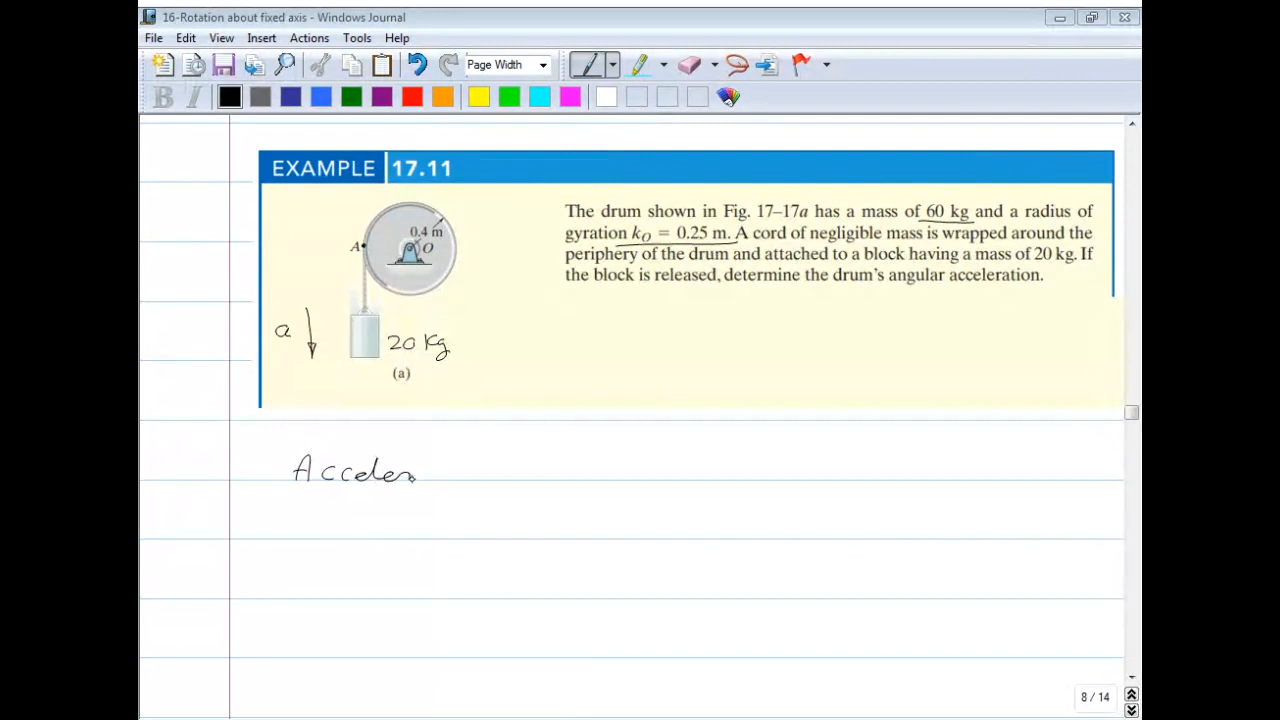 16-Rotation about fixed axis - Windows Journal
File Edit View Insert Actions Tools Help
Page Width
B I
EXAMPLE 17.11
The drum shown in Fig. 17–17a has a mass of 60 kg and a radius of
gyration kO = 0.25 m. A cord of negligible mass is wrapped around the
periphery of the drum and attached to a block having a mass of 20 kg. If
the block is released, determine the drum's angular acceleration.
0.4 m
A
O
a
20 Kg
(a)
Acceler
8 / 14